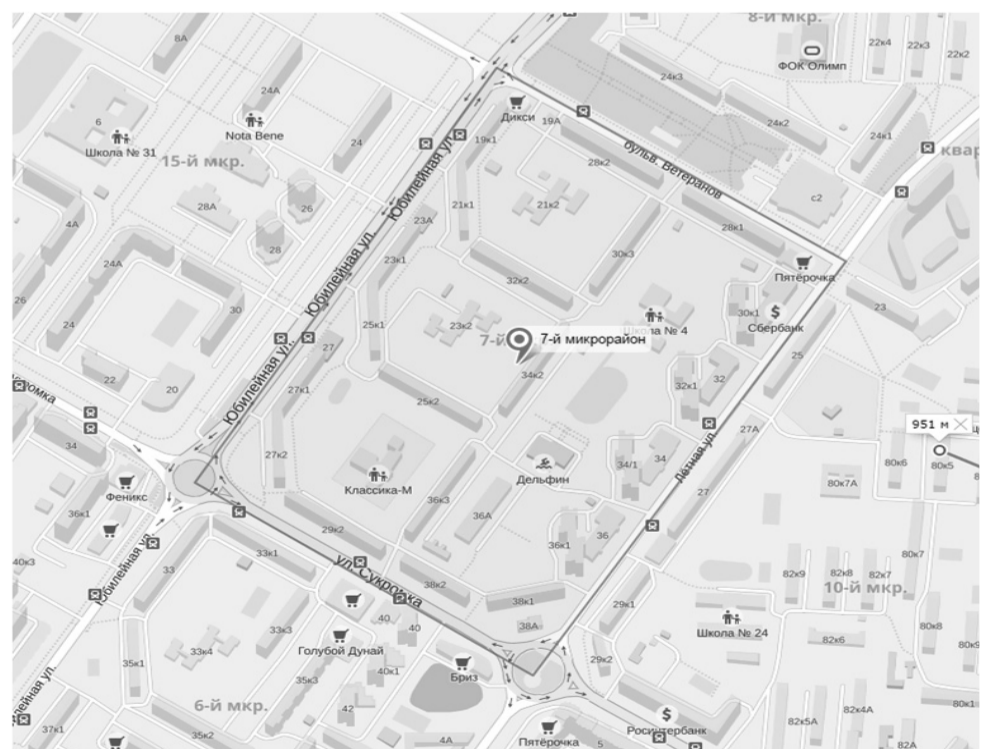 8-й мкр.
22к4
22к3
22к2
8А
ФОК Олимп
24к3
24А
Дикси
6
Nota Bene
19А
24к2
24к1
Школа № 31
24
19к1
бульв. Ветеранов
квар
15-й мкр.
28к2
Юбилейная ул.
28А
26
21к1
21к2
с2
4А
23А
28к1
28
30к3
24А
23к1
Пятёрочка
32к2
Юбилейная ул.
26
30
23
24
25к1
23к2
30к1
Сбербанк
Школа № 4
7-й
7-й микрорайон
27
25
22
20
27к1
34к2
32к1
32
Юбилейная ул.
25к2
34
27А
951 м
27к2
34/1
34
Лётная ул.
80к6
80к5
Феникс
Классика-М
Дельфин
80к7А
36к1
36к3
36А
27
29к2
36к1
36
33к1
80к7
40к3
33
ул. Сукромка
82к9
82к8
82к7
Юбилейная ул.
38к2
10-й мкр.
38к1
29к1
33к3
40
40
38А
Школа № 24
80к8
33к4
Голубой Дунай
82к6
80к9
35к1
40к1
29к2
35к3
Бриз
6-й мкр.
42
82к4А
80к1
37к1
35к2
4А
Пятёрочка
5
Росинтербанк
82к5А
82А